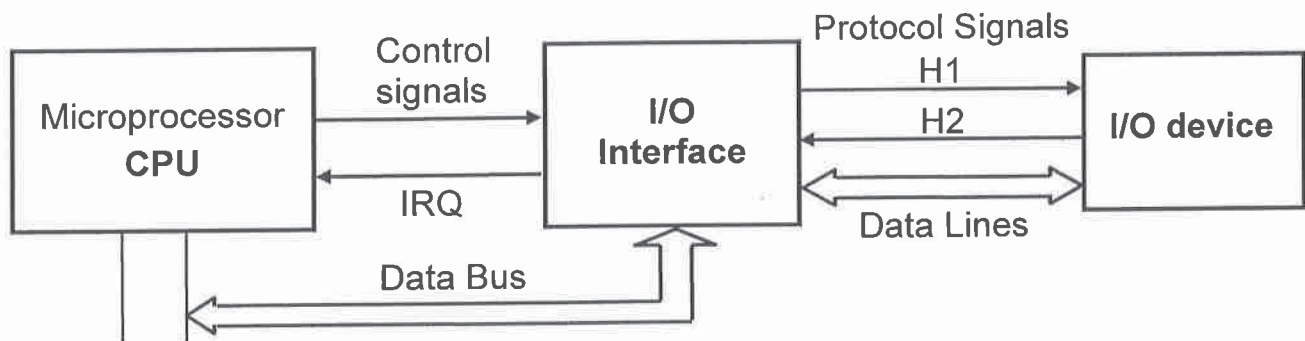 Microprocessor
CPU
Control
signals
IRQ
I/O
Interface
Protocol Signals
H1
H2
I/O device
Data Lines
Data Bus